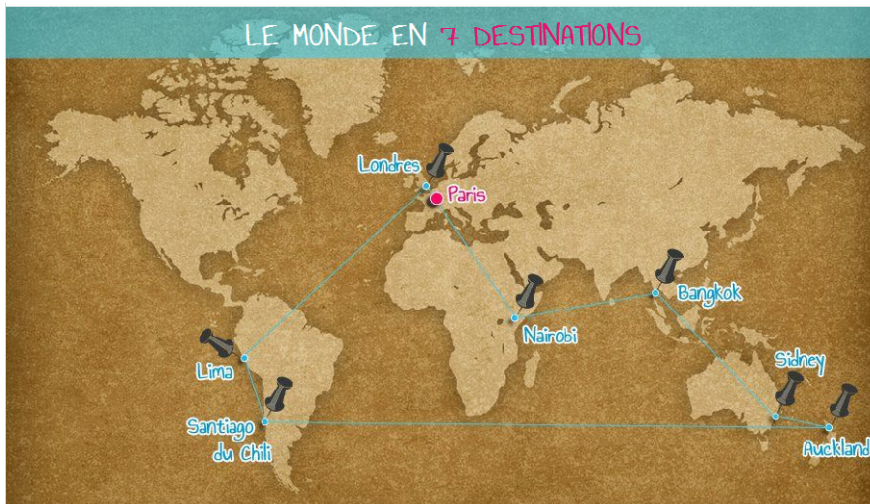 LE MONDE EN 7 DESTINATIONS
Londres
Paris
Bangkok
Nairobi
Sidney
Lima
Santiago
du Chili
Auckland